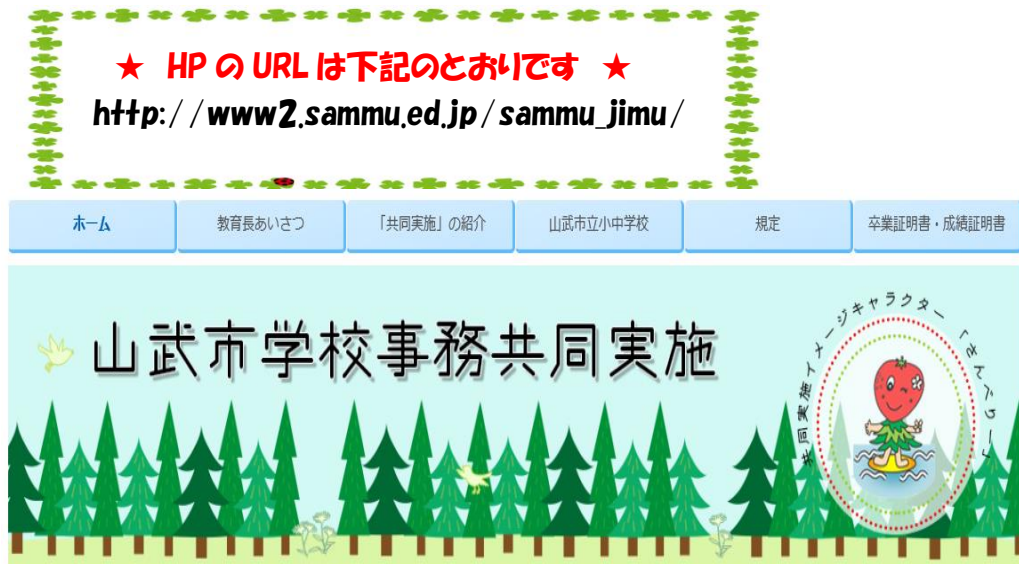 ★ HPのURLは下記のとおりです ★
http://www2.sammu.ed.jp/sammu_jimu/
ホーム
教育長あいさつ
「共同実施」の紹介
山武市立小中学校
規定
卒業証明書・成績証明書
山武市学校事務共同実施
共同実施イメージキャラクター「さんべりー」